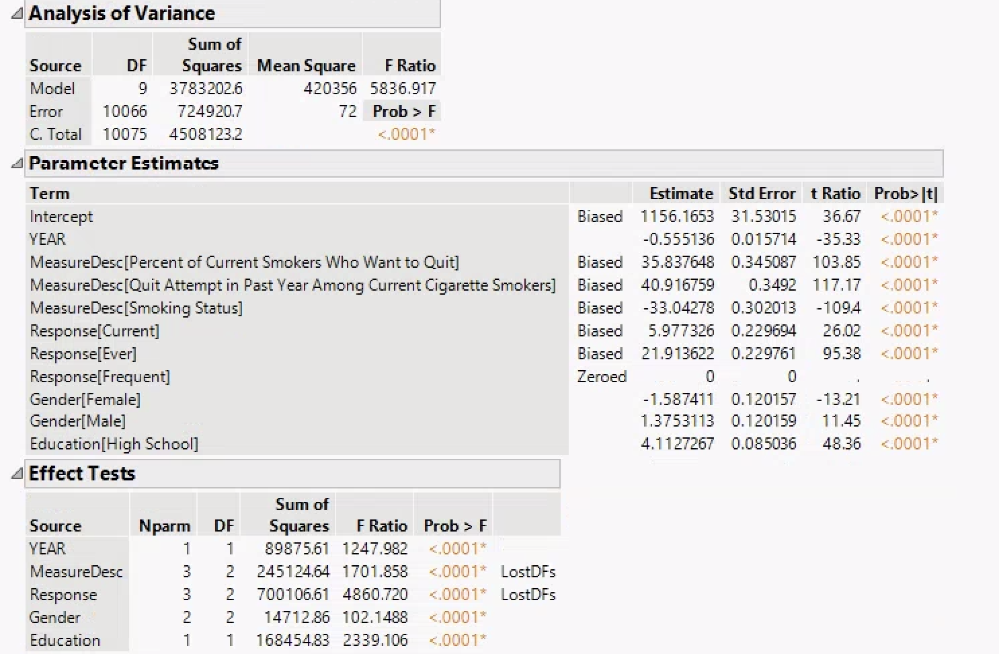 Analysis of Variance
Sum of
Source DF Squares Mean Square F Ratio
Model 9 3783202.6 420356 5836.917
Error 10066 724920.7 72 Prob > F
C. Total 10075 4508123.2 <.0001*
Parameter Estimates
Term Estimate Std Error t Ratio Prob>|t|
Intercept Biased 1156.1653 31.53015 36.67 <.0001*
YEAR -0.555136 0.015714 -35.33 <.0001*
MeasureDesc[Percent of Current Smokers Who Want to Quit] Biased 35.837648 0.345087 103.85 <.0001*
MeasureDesc[Quit Attempt in Past Year Among Current Cigarette Smokers] Biased 40.916759 0.3492 117.17 <.0001*
MeasureDesc[Smoking Status] Biased -33.04278 0.302013 -109.4 <.0001*
Response[Current] Biased 5.977326 0.229694 26.02 <.0001*
Response[Ever] Biased 21.913622 0.229761 95.38 <.0001*
Response[Frequent] Zeroed 0 0 . .
Gender[Female] -1.587411 0.120157 -13.21 <.0001*
Gender[Male] 1.3753113 0.120159 11.45 <.0001*
Education[High School] 4.1127267 0.085036 48.36 <.0001*
Effect Tests
Sum of
Source Nparm DF Squares F Ratio Prob > F
YEAR 1 1 89875.61 1247.982 <.0001*
MeasureDesc 3 2 245124.64 1701.858 <.0001* LostDFs
Response 3 2 700106.61 4860.720 <.0001* LostDFs
Gender 2 2 14712.86 102.1488 <.0001*
Education 1 1 168454.83 2339.106 <.0001*